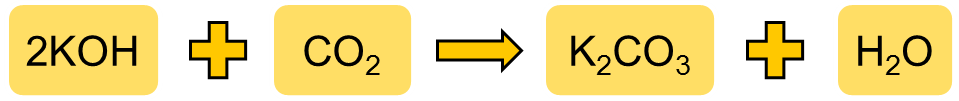 2KOH + CO₂ → K₂CO₃ + H₂O